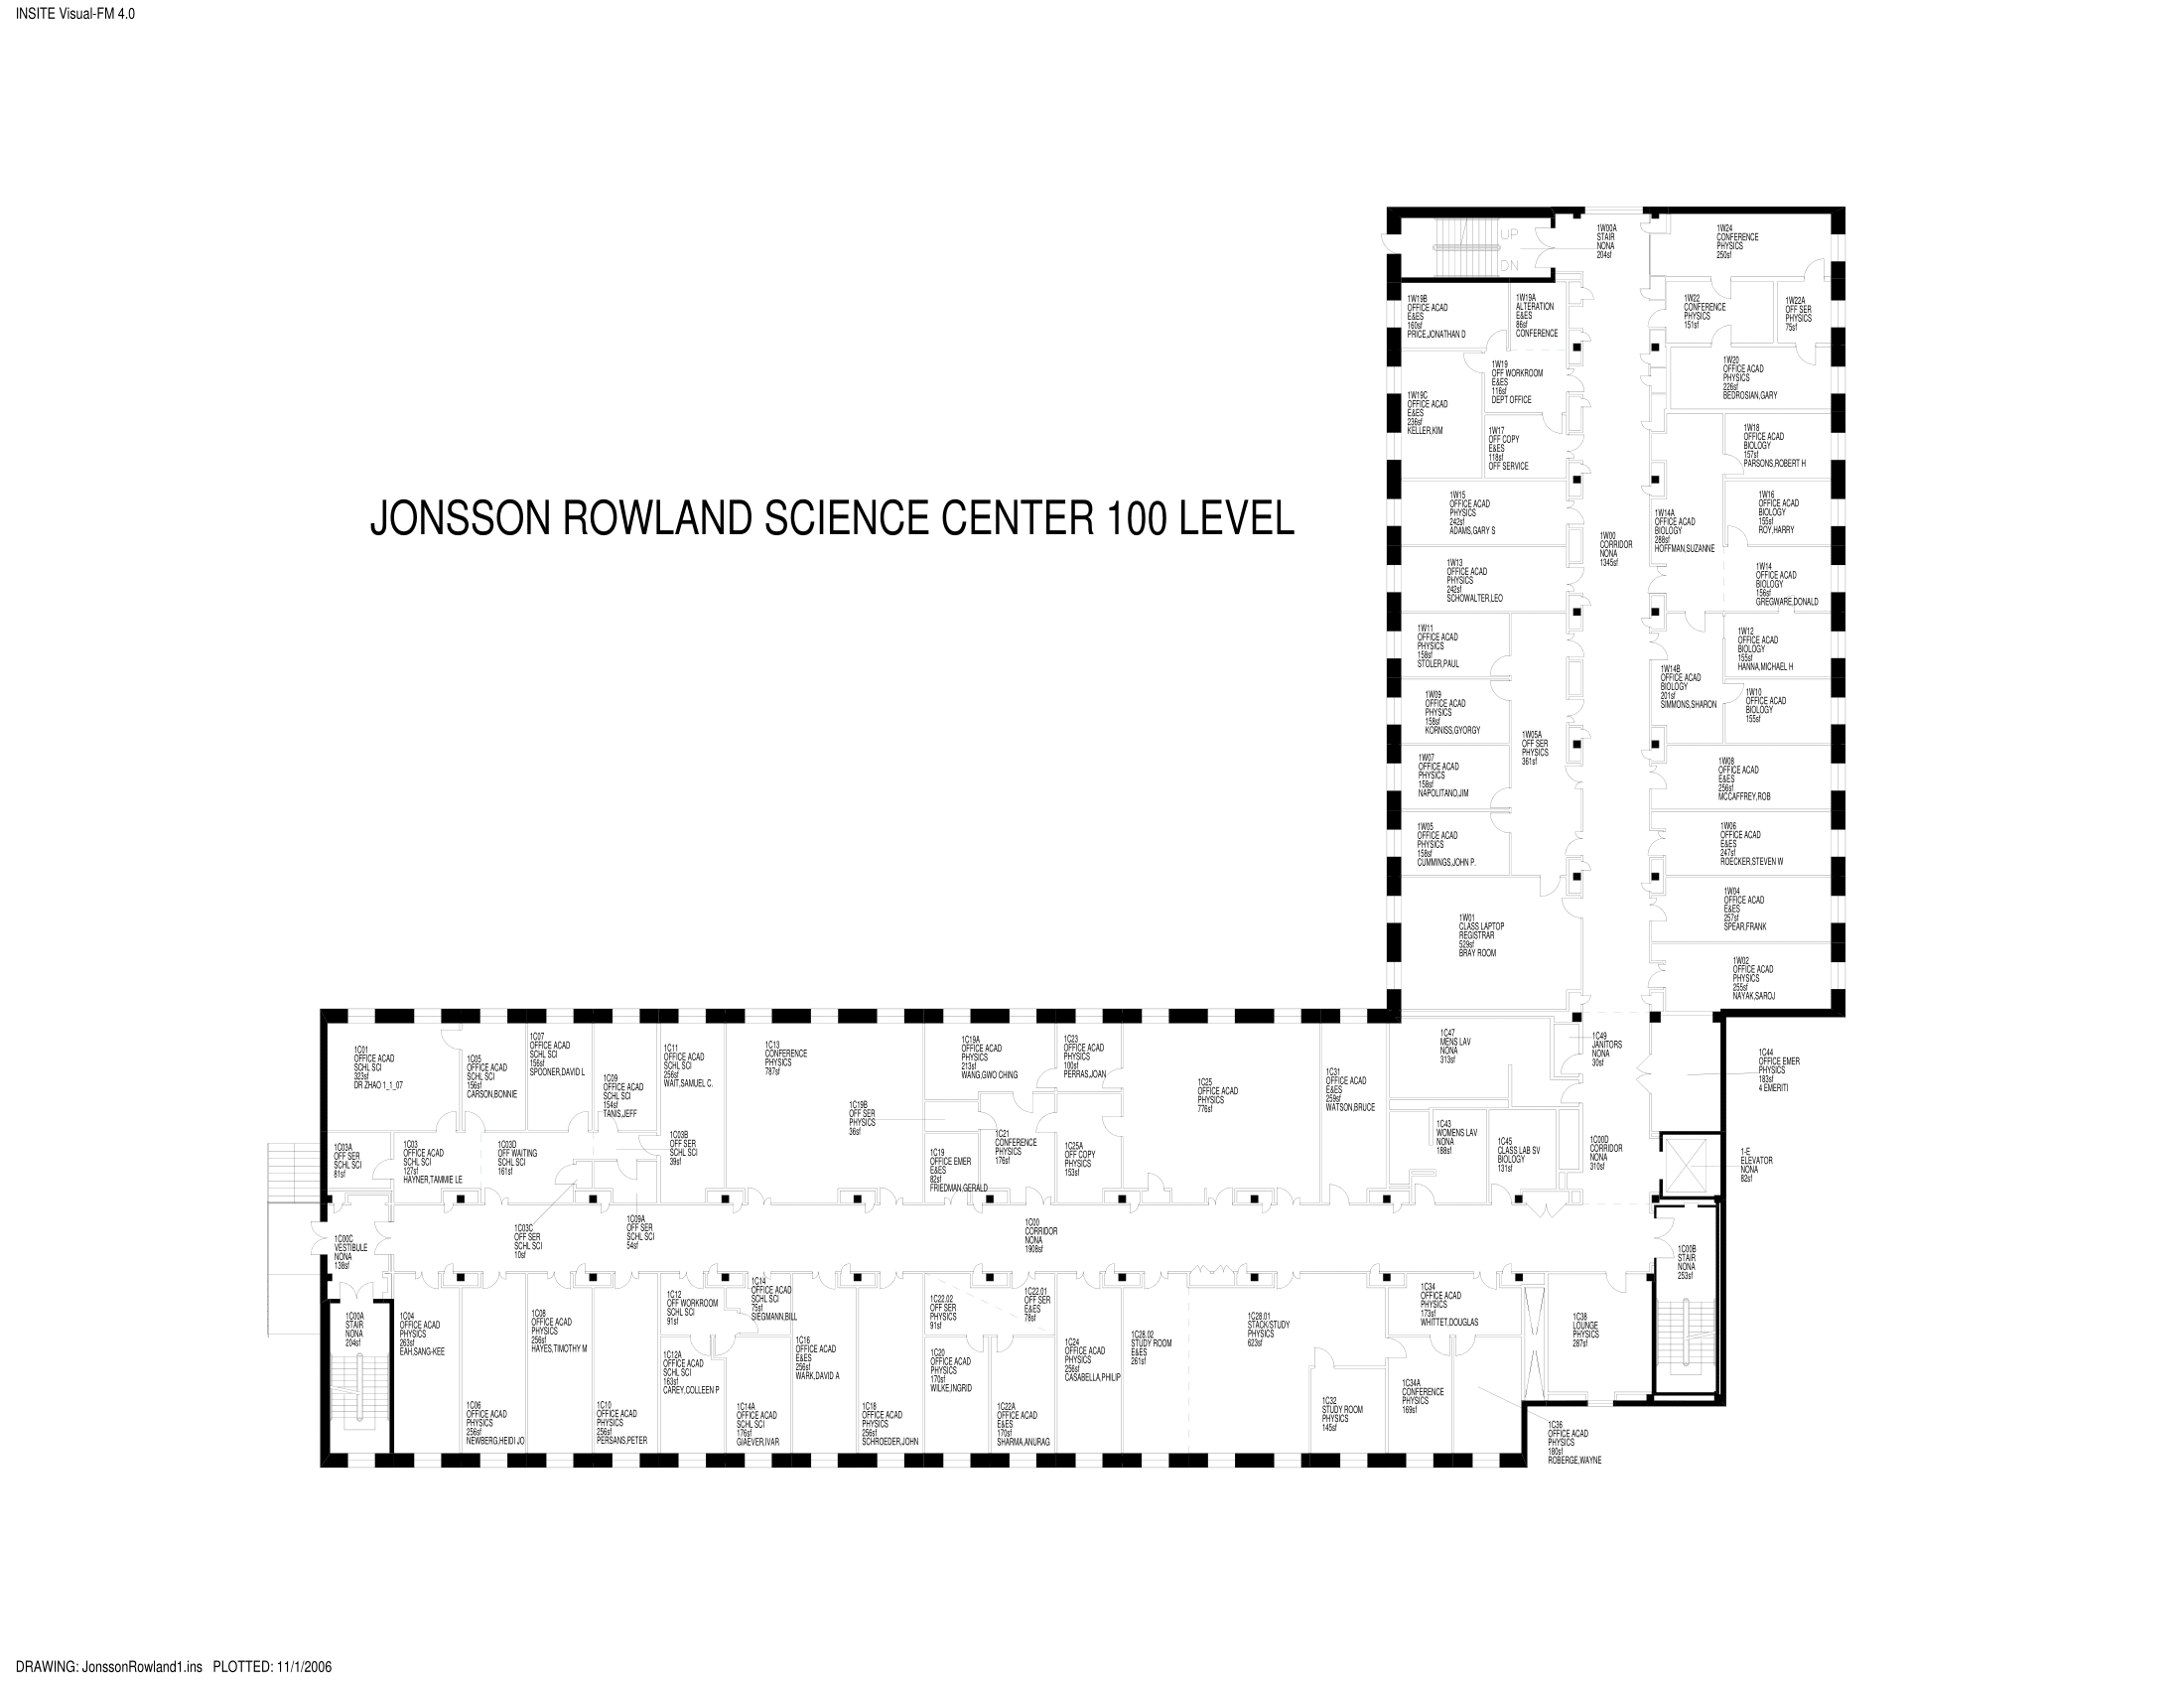 INSITE Visual-FM 4.0
JONSSON ROWLAND SCIENCE CENTER 100 LEVEL
UP
DN
1W00A
STAIR
NONA
204sf
1W24
CONFERENCE
PHYSICS
250sf
1W19B
OFFICE ACAD
E&ES
160sf
PRICE,JONATHAN D
1W19A
ALTERATION
E&ES
86sf
CONFERENCE
1W22
CONFERENCE
PHYSICS
151sf
1W22A
OFF SER
PHYSICS
75sf
1W19
OFF WORKROOM
E&ES
116sf
DEPT OFFICE
1W20
OFFICE ACAD
PHYSICS
226sf
BEDROSIAN,GARY
1W19C
OFFICE ACAD
E&ES
236sf
KELLER,KIM
1W17
OFF COPY
E&ES
118sf
OFF SERVICE
1W18
OFFICE ACAD
BIOLOGY
157sf
PARSONS,ROBERT H
1W15
OFFICE ACAD
PHYSICS
242sf
ADAMS,GARY S
1W16
OFFICE ACAD
BIOLOGY
155sf
ROY,HARRY
1W14A
OFFICE ACAD
BIOLOGY
288sf
HOFFMAN,SUZANNE
1W00
CORRIDOR
NONA
1345sf
1W13
OFFICE ACAD
PHYSICS
242sf
SCHOWALTER,LEO
1W14
OFFICE ACAD
BIOLOGY
156sf
GREGWARE,DONALD
1W11
OFFICE ACAD
PHYSICS
158sf
STOLER,PAUL
1W12
OFFICE ACAD
BIOLOGY
155sf
HANNA,MICHAEL H
1W14B
OFFICE ACAD
BIOLOGY
201sf
SIMMONS,SHARON
1W09
OFFICE ACAD
PHYSICS
158sf
KORNISS,GYORGY
1W10
OFFICE ACAD
BIOLOGY
155sf
1W05A
OFF SER
PHYSICS
361sf
1W07
OFFICE ACAD
PHYSICS
158sf
NAPOLITANO,JIM
1W08
OFFICE ACAD
E&ES
256sf
MCCAFFREY,ROB
1W05
OFFICE ACAD
PHYSICS
158sf
CUMMINGS,JOHN P.
1W06
OFFICE ACAD
E&ES
247sf
ROECKER,STEVEN W
1W04
OFFICE ACAD
E&ES
257sf
SPEAR,FRANK
1W01
CLASS LAPTOP
REGISTRAR
529sf
BRAY ROOM
1W02
OFFICE ACAD
PHYSICS
255sf
NAYAK,SAROJ
1C01
OFFICE ACAD
SCHL SCI
323sf
DR ZHAO 1_1_07
1C05
OFFICE ACAD
SCHL SCI
156sf
CARSON,BONNIE
1C07
OFFICE ACAD
SCHL SCI
156sf
SPOONER,DAVID L
1C09
OFFICE ACAD
SCHL SCI
154sf
TANIS,JEFF
1C11
OFFICE ACAD
SCHL SCI
256sf
WAIT,SAMUEL C.
1C13
CONFERENCE
PHYSICS
787sf
1C19A
OFFICE ACAD
PHYSICS
213sf
WANG,GWO CHING
1C23
OFFICE ACAD
PHYSICS
100sf
PERRAS,JOAN
1C25
OFFICE ACAD
PHYSICS
776sf
1C31
OFFICE ACAD
E&ES
259sf
WATSON,BRUCE
1C47
MENS LAV
NONA
313sf
1C49
JANITORS
NONA
30sf
1C44
OFFICE EMER
PHYSICS
183sf
4 EMERITI
1C19B
OFF SER
PHYSICS
36sf
1C03A
OFF SER
SCHL SCI
81sf
1C03
OFFICE ACAD
SCHL SCI
127sf
HAYNER,TAMMIE LE
1C03D
OFF WAITING
SCHL SCI
161sf
1C03B
OFF SER
SCHL SCI
39sf
1C19
OFFICE EMER
E&ES
82sf
FRIEDMAN,GERALD
1C21
CONFERENCE
PHYSICS
176sf
1C25A
OFF COPY
PHYSICS
153sf
1C43
WOMENS LAV
NONA
188sf
1C45
CLASS LAB SV
BIOLOGY
131sf
1C00D
CORRIDOR
NONA
310sf
1-E
ELEVATOR
NONA
82sf
1C00C
VESTIBULE
NONA
138sf
1C03C
OFF SER
SCHL SCI
10sf
1C09A
OFF SER
SCHL SCI
54sf
1C00
CORRIDOR
NONA
1908sf
1C00B
STAIR
NONA
253sf
1C00A
STAIR
NONA
204sf
1C04
OFFICE ACAD
PHYSICS
263sf
EAH,SANG-KEE
1C08
OFFICE ACAD
PHYSICS
256sf
HAYES,TIMOTHY M
1C12
OFF WORKROOM
SCHL SCI
91sf
1C14
OFFICE ACAD
SCHL SCI
75sf
SIEGMANN,BILL
1C16
OFFICE ACAD
E&ES
256sf
WARK,DAVID A
1C22.02
OFF SER
PHYSICS
91sf
1C22.01
OFF SER
E&ES
78sf
1C24
OFFICE ACAD
PHYSICS
256sf
CASABELLA,PHILIP
1C28.02
STUDY ROOM
E&ES
261sf
1C28.01
STACK/STUDY
PHYSICS
623sf
1C34
OFFICE ACAD
PHYSICS
173sf
WHITTET,DOUGLAS
1C38
LOUNGE
PHYSICS
287sf
1C12A
OFFICE ACAD
SCHL SCI
163sf
CAREY,COLLEEN P
1C20
OFFICE ACAD
PHYSICS
170sf
WILKE,INGRID
1C34A
CONFERENCE
PHYSICS
169sf
1C06
OFFICE ACAD
PHYSICS
256sf
NEWBERG,HEIDI JO
1C10
OFFICE ACAD
PHYSICS
256sf
PERSANS,PETER
1C14A
OFFICE ACAD
SCHL SCI
176sf
GIAEVER,IVAR
1C18
OFFICE ACAD
PHYSICS
256sf
SCHROEDER,JOHN
1C22A
OFFICE ACAD
E&ES
170sf
SHARMA,ANURAG
1C32
STUDY ROOM
PHYSICS
145sf
1C36
OFFICE ACAD
PHYSICS
180sf
ROBERGE,WAYNE
DRAWING: JonssonRowland1.ins PLOTTED: 11/1/2006